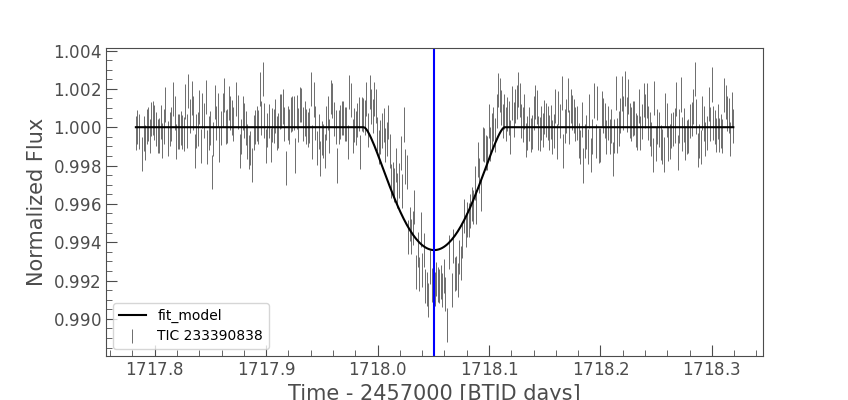 1.004
1.002
1.000
0.998
0.996
0.994
0.992
0.990
Normalized Flux
fit_model
TIC 233390838
1717.8 1717.9 1718.0 1718.1 1718.2 1718.3
Time - 2457000 [BTJD days]